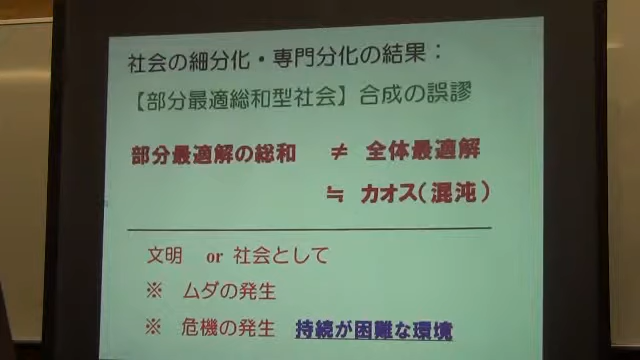 社会の細分化・専門分化の結果：
【部分最適総和型社会】合成の誤謬
部分最適解の総和 ≠ 全体最適解
≒ カオス（混沌）
文明 or 社会として
※ ムダの発生
※ 危機の発生 持続が困難な環境